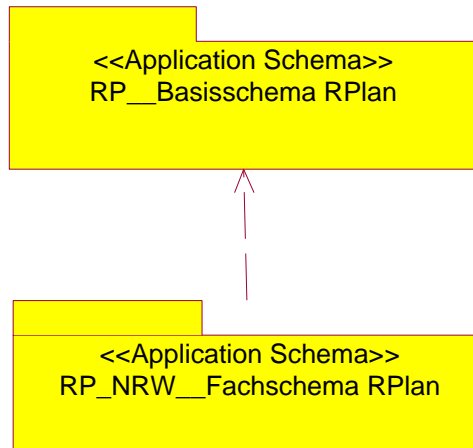 <<Application Schema>>
RP__Basisschema RPlan
<<Application Schema>>
RP_NRW__Fachschema RPlan